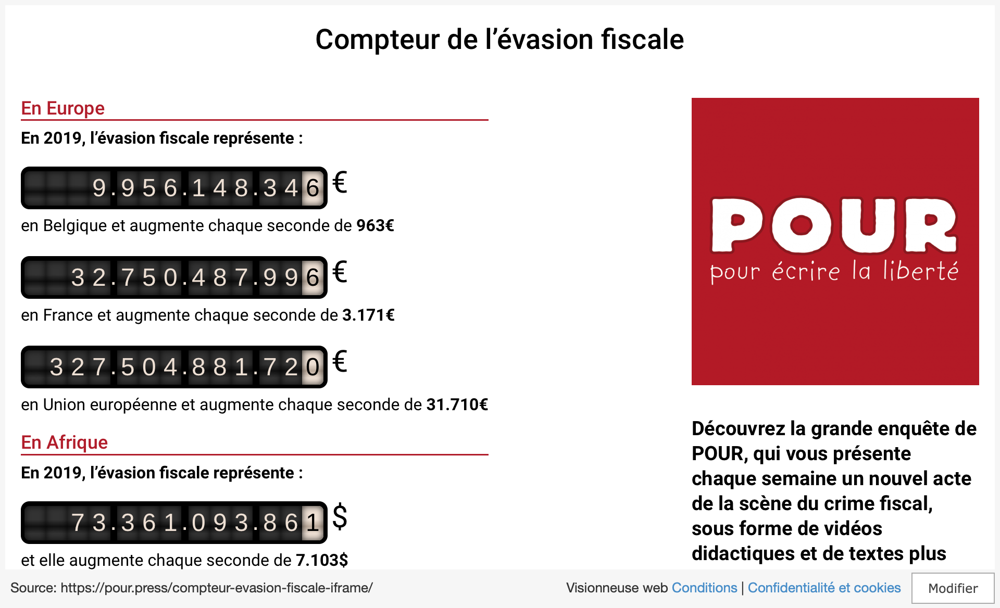 Compteur de l’évasion fiscale
En Europe
En 2019, l’évasion fiscale représente :
9.956.148.346 €
en Belgique et augmente chaque seconde de 963€
32.750.487.996 €
en France et augmente chaque seconde de 3.171€
327.504.881.720 €
en Union européenne et augmente chaque seconde de 31.710€
En Afrique
En 2019, l’évasion fiscale représente :
73.361.093.861 $
et elle augmente chaque seconde de 7.103$
POUR
pour écrire la liberté
Découvrez la grande enquête de
POUR, qui vous présente
chaque semaine un nouvel acte
de la scène du crime fiscal,
sous forme de vidéos
didactiques et de textes plus
Source: https://pour.press/compteur-evasion-fiscale-iframe/
Visionneuse web Conditions | Confidentialité et cookies
Modifier